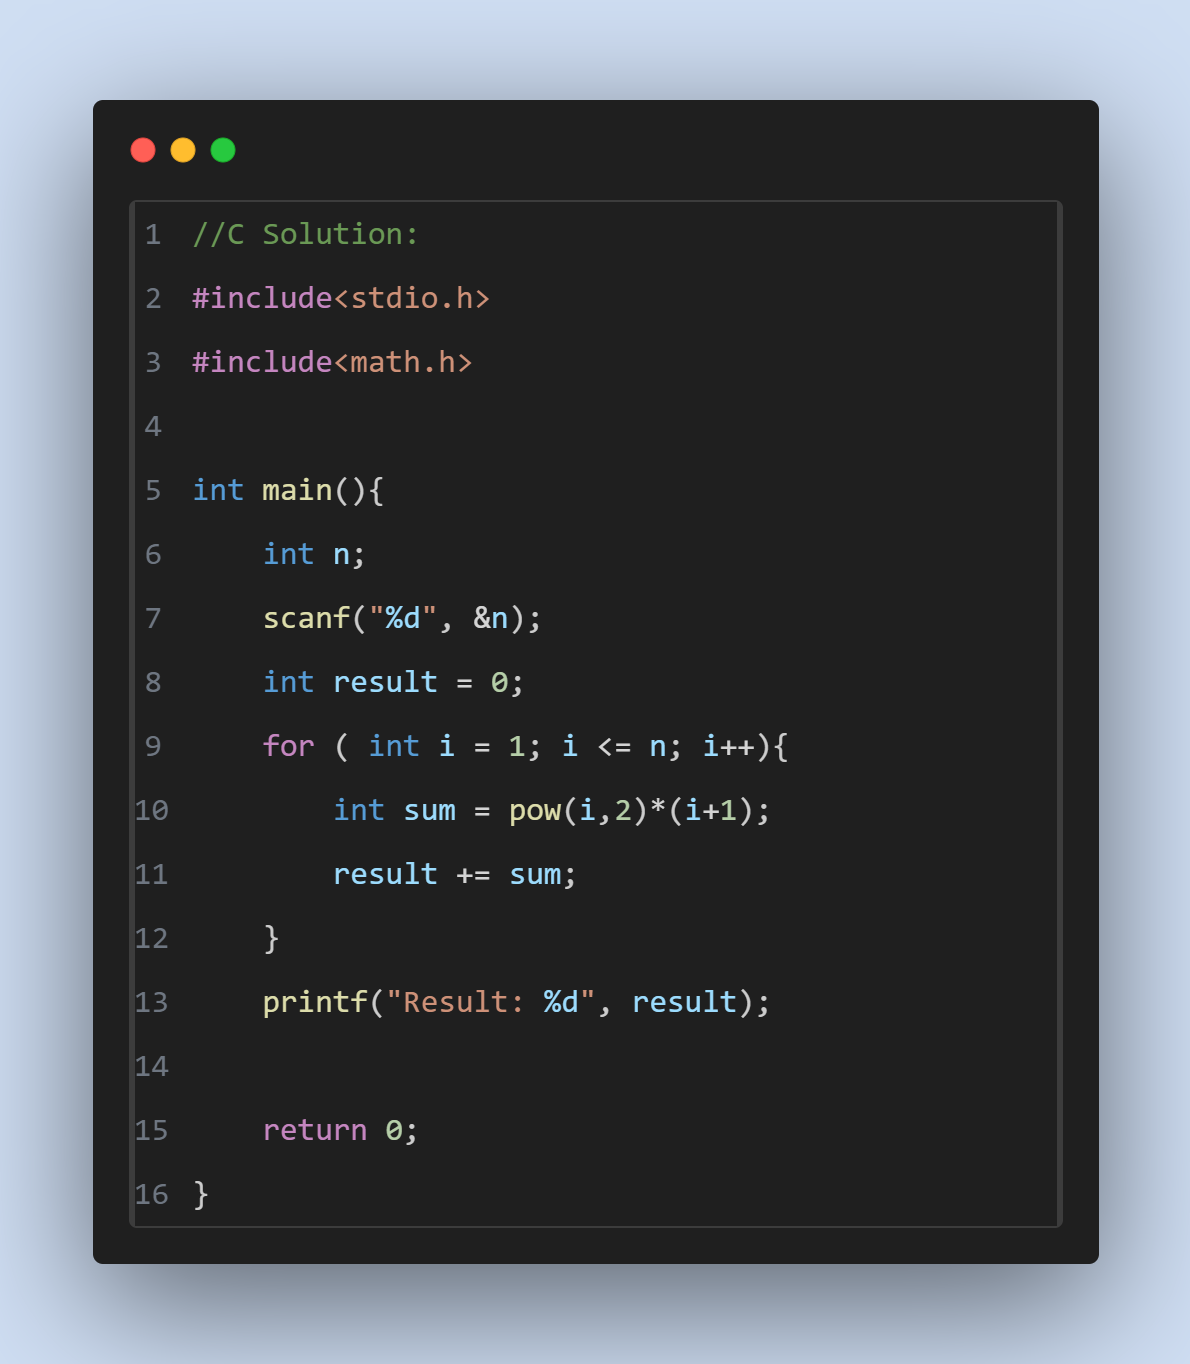 1 //C Solution:
2 #include<stdio.h>
3 #include<math.h>
4
5 int main(){
6     int n;
7     scanf("%d", &n);
8     int result = 0;
9     for ( int i = 1; i <= n; i++){
10         int sum = pow(i,2)*(i+1);
11         result += sum;
12     }
13     printf("Result: %d", result);
14
15     return 0;
16 }